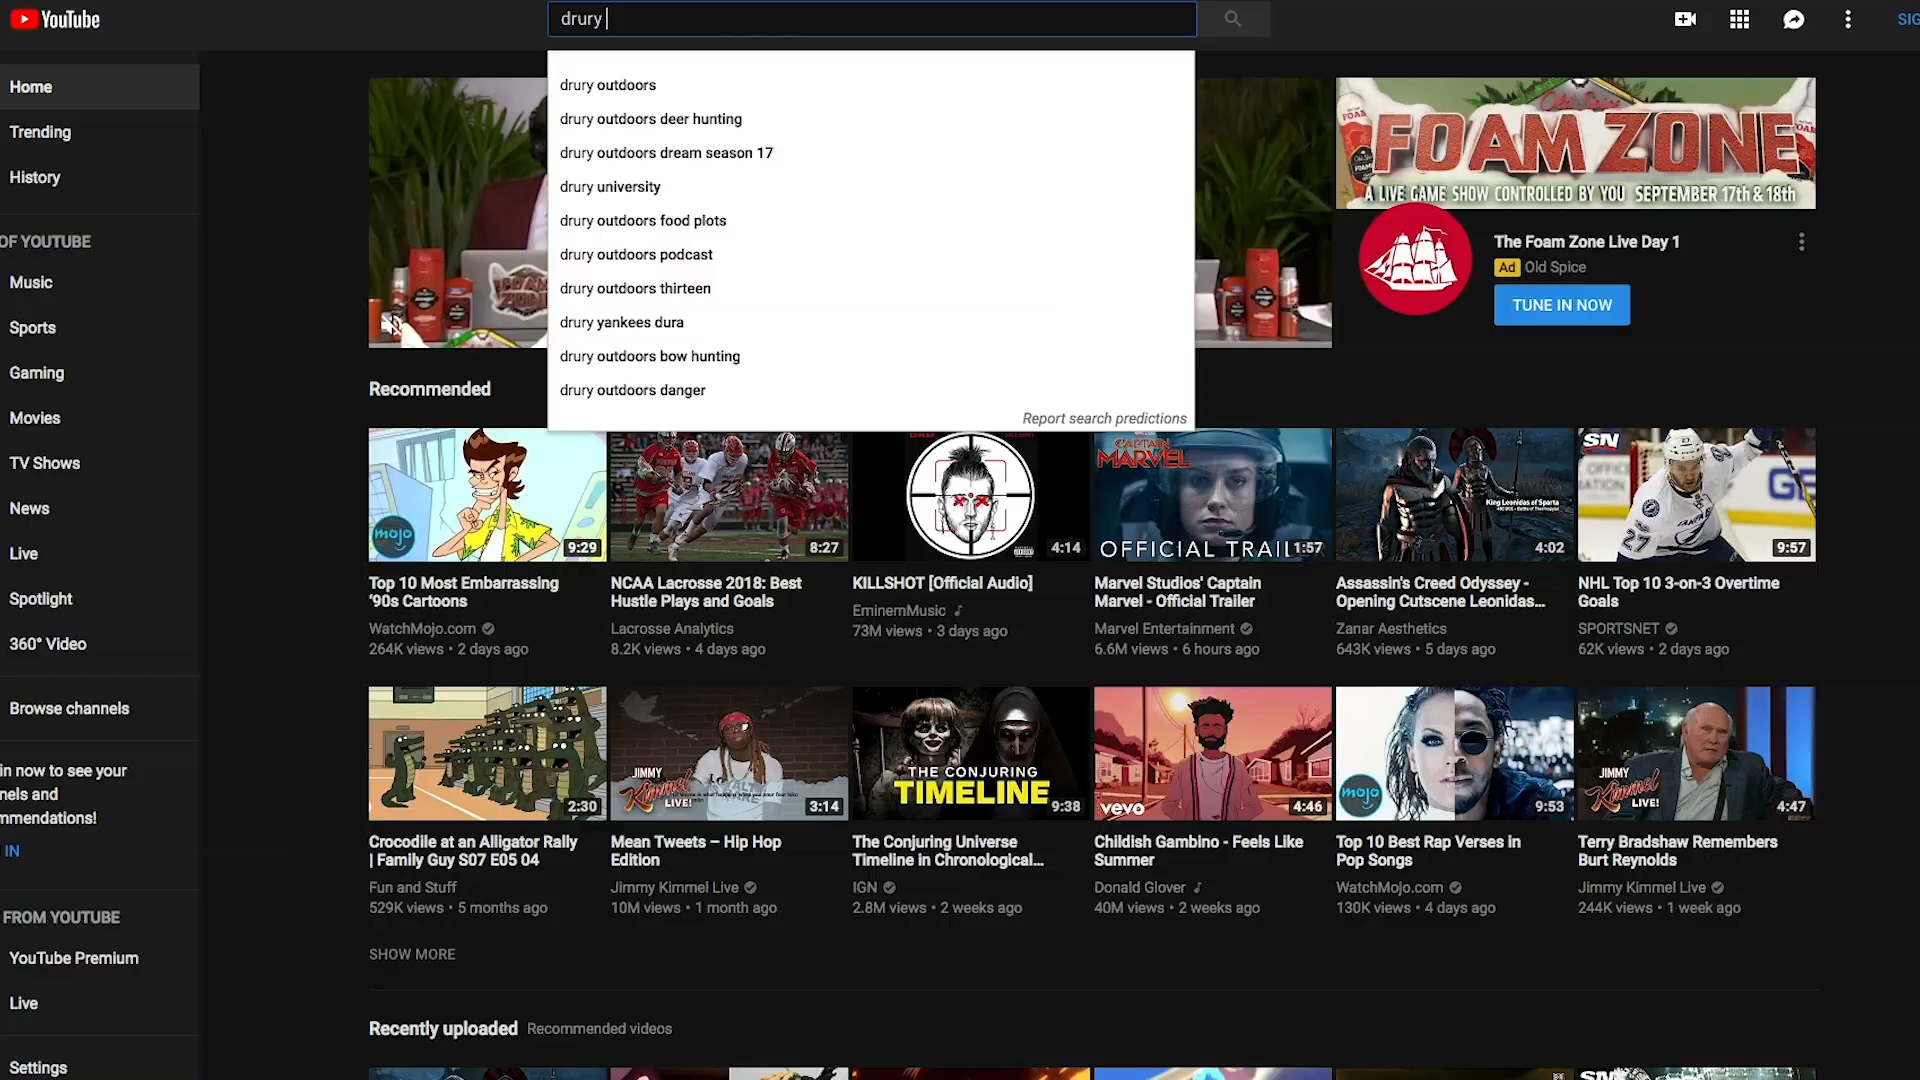 YouTube
drury
SIG
Home
Trending
History
OF YOUTUBE
Music
Sports
Gaming
Movies
TV Shows
News
Live
Spotlight
360° Video
Browse channels
in now to see your
nels and
mmendations!
IN
FROM YOUTUBE
YouTube Premium
Live
Settings
drury outdoors
drury outdoors deer hunting
drury outdoors dream season 17
drury university
drury outdoors food plots
drury outdoors podcast
drury outdoors thirteen
drury yankees dura
drury outdoors bow hunting
drury outdoors danger
Report search predictions
FOAM
ZONE
Old Spice
FOAM ZONE
A LIVE GAME SHOW CONTROLLED BY YOU SEPTEMBER 17th & 18th
The Foam Zone Live Day 1
Ad Old Spice
TUNE IN NOW
Recommended
mojo
9:29
8:27
4:14
CAPTAIN
MARVEL
OFFICIAL TRAIL
1:57
King Leonidas of Sparta
4:02
SN
27
9:57
Top 10 Most Embarrassing
‘90s Cartoons
WatchMojo.com
264K views • 2 days ago
NCAA Lacrosse 2018: Best
Hustle Plays and Goals
Lacrosse Analytics
8.2K views • 4 days ago
KILLSHOT [Official Audio]
EminemMusic
73M views • 3 days ago
Marvel Studios' Captain
Marvel - Official Trailer
Marvel Entertainment
6.6M views • 6 hours ago
Assassin's Creed Odyssey -
Opening Cutscene Leonidas...
Zanar Aesthetics
643K views • 5 days ago
NHL Top 10 3-on-3 Overtime
Goals
SPORTSNET
62K views • 2 days ago
2:30
JIMMY
Kimmel
LIVE!
3:14
THE CONJURING
TIMELINE
9:38
vevo
4:46
mojo
9:53
JIMMY
Kimmel
LIVE!
4:47
Crocodile at an Alligator Rally
| Family Guy S07 E05 04
Fun and Stuff
529K views • 5 months ago
Mean Tweets – Hip Hop
Edition
Jimmy Kimmel Live
10M views • 1 month ago
The Conjuring Universe
Timeline in Chronological...
IGN
2.8M views • 2 weeks ago
Childish Gambino - Feels Like
Summer
Donald Glover
40M views • 2 weeks ago
Top 10 Best Rap Verses in
Pop Songs
WatchMojo.com
130K views • 4 days ago
Terry Bradshaw Remembers
Burt Reynolds
Jimmy Kimmel Live
244K views • 1 week ago
SHOW MORE
Recently uploaded Recommended videos
SN